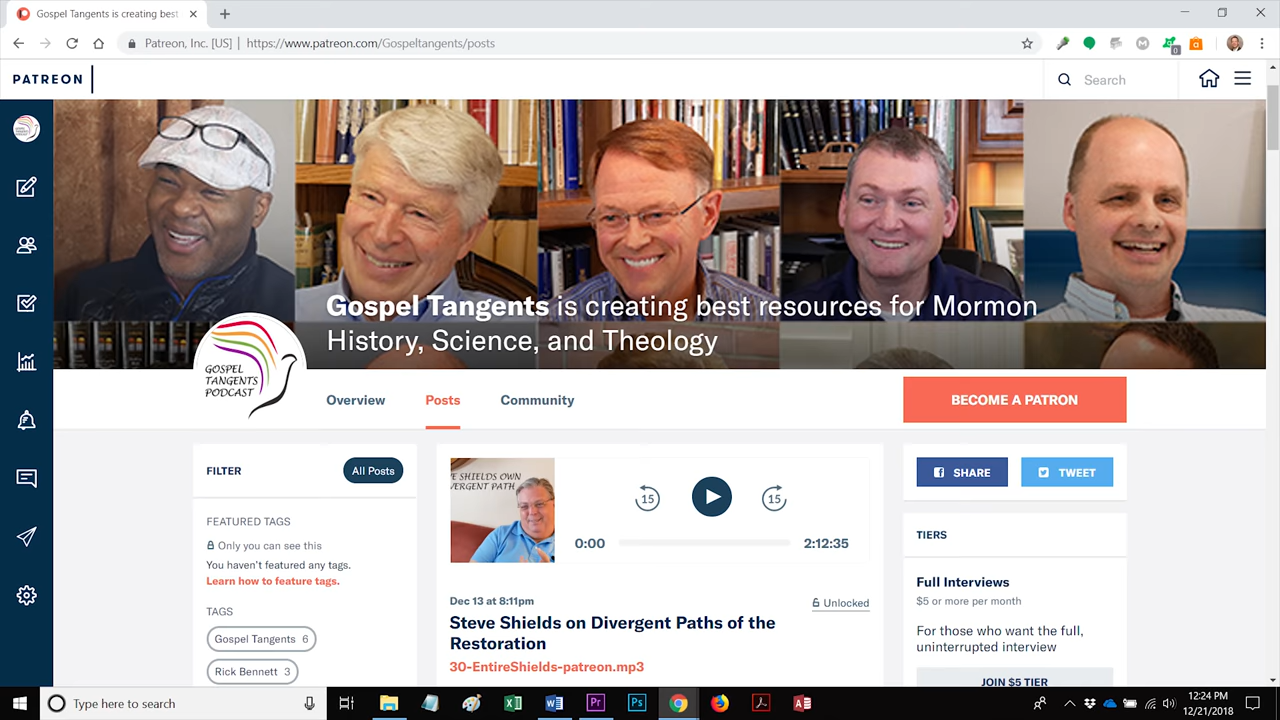 Gospel Tangents is creating best
Patreon, Inc. [US]
https://www.patreon.com/Gospeltangents/posts
0
PATREON
Search
Gospel Tangents is creating best resources for Mormon
History, Science, and Theology
GOSPEL
TANGENTS
PODCAST
Overview
Posts
Community
BECOME A PATRON
FILTER
All Posts
FEATURED TAGS
Only you can see this
You haven't featured any tags.
Learn how to feature tags.
TAGS
Gospel Tangents 6
Rick Bennett 3
VE SHIELDS OWN
VERGENT PATH
15
15
0:00
2:12:35
Dec 13 at 8:11pm
Unlocked
Steve Shields on Divergent Paths of the
Restoration
30-EntireShields-patreon.mp3
SHARE
TWEET
TIERS
Full Interviews
$5 or more per month
For those who want the full,
uninterrupted interview
JOIN $5 TIER
Type here to search
Pr
Ps
12:24 PM
12/21/2018